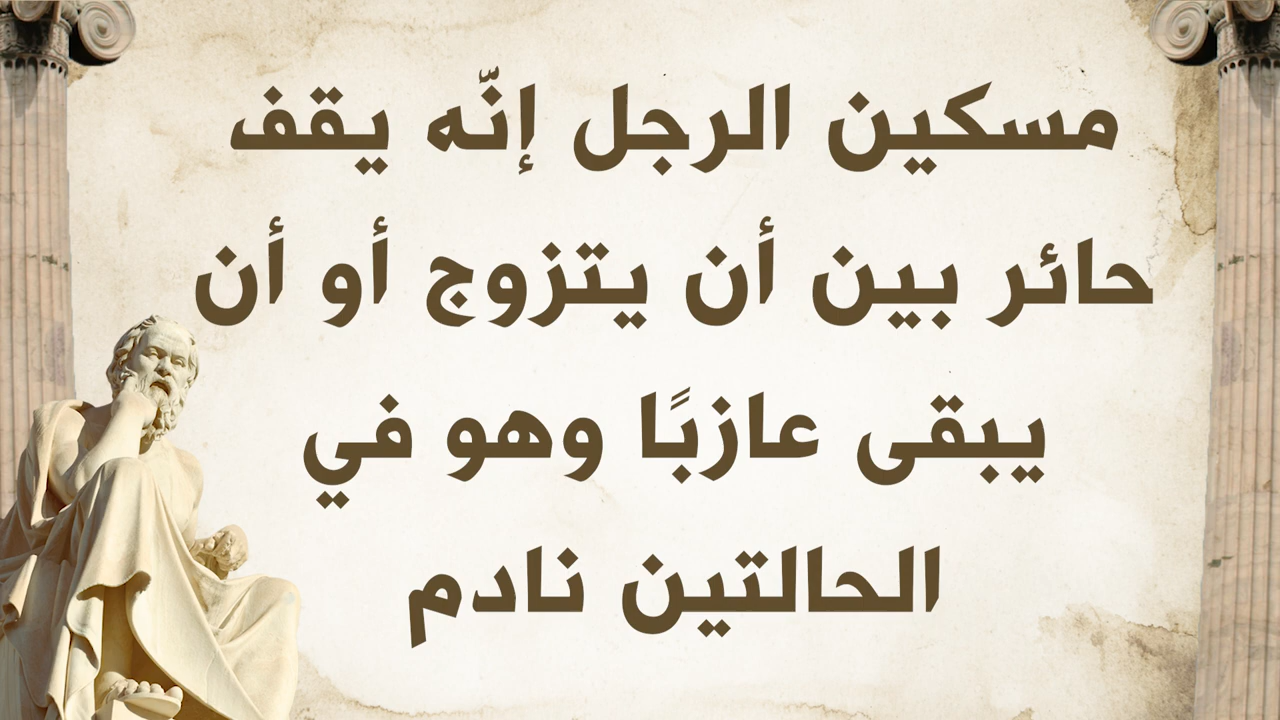 مسكين الرجل إنّه يقف
حائر بين أن يتزوج أو أن
يبقى عازبًا وهو في
الحالتين نادم